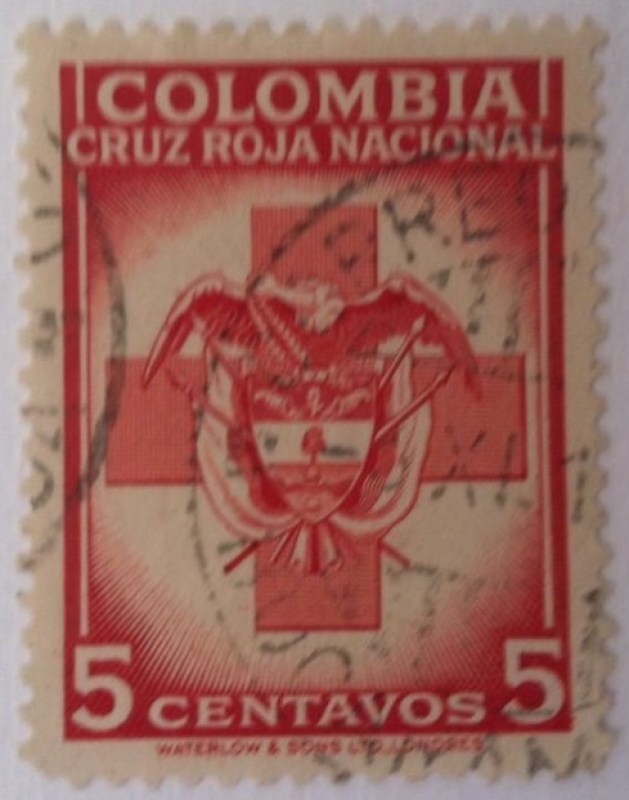 COLOMBIA
CRUZ ROJA NACIONAL
5 CENTAVOS 5
WATERLOW & SONS LTD. LONDRES